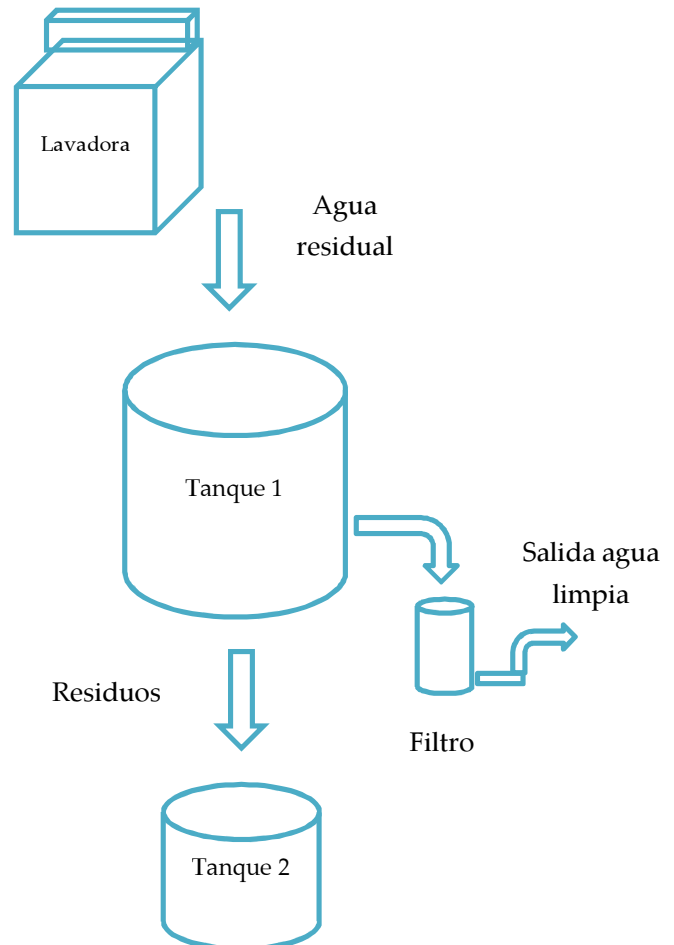 Lavadora
Agua
residual
Tanque 1
Salida agua
limpia
Residuos
Filtro
Tanque 2